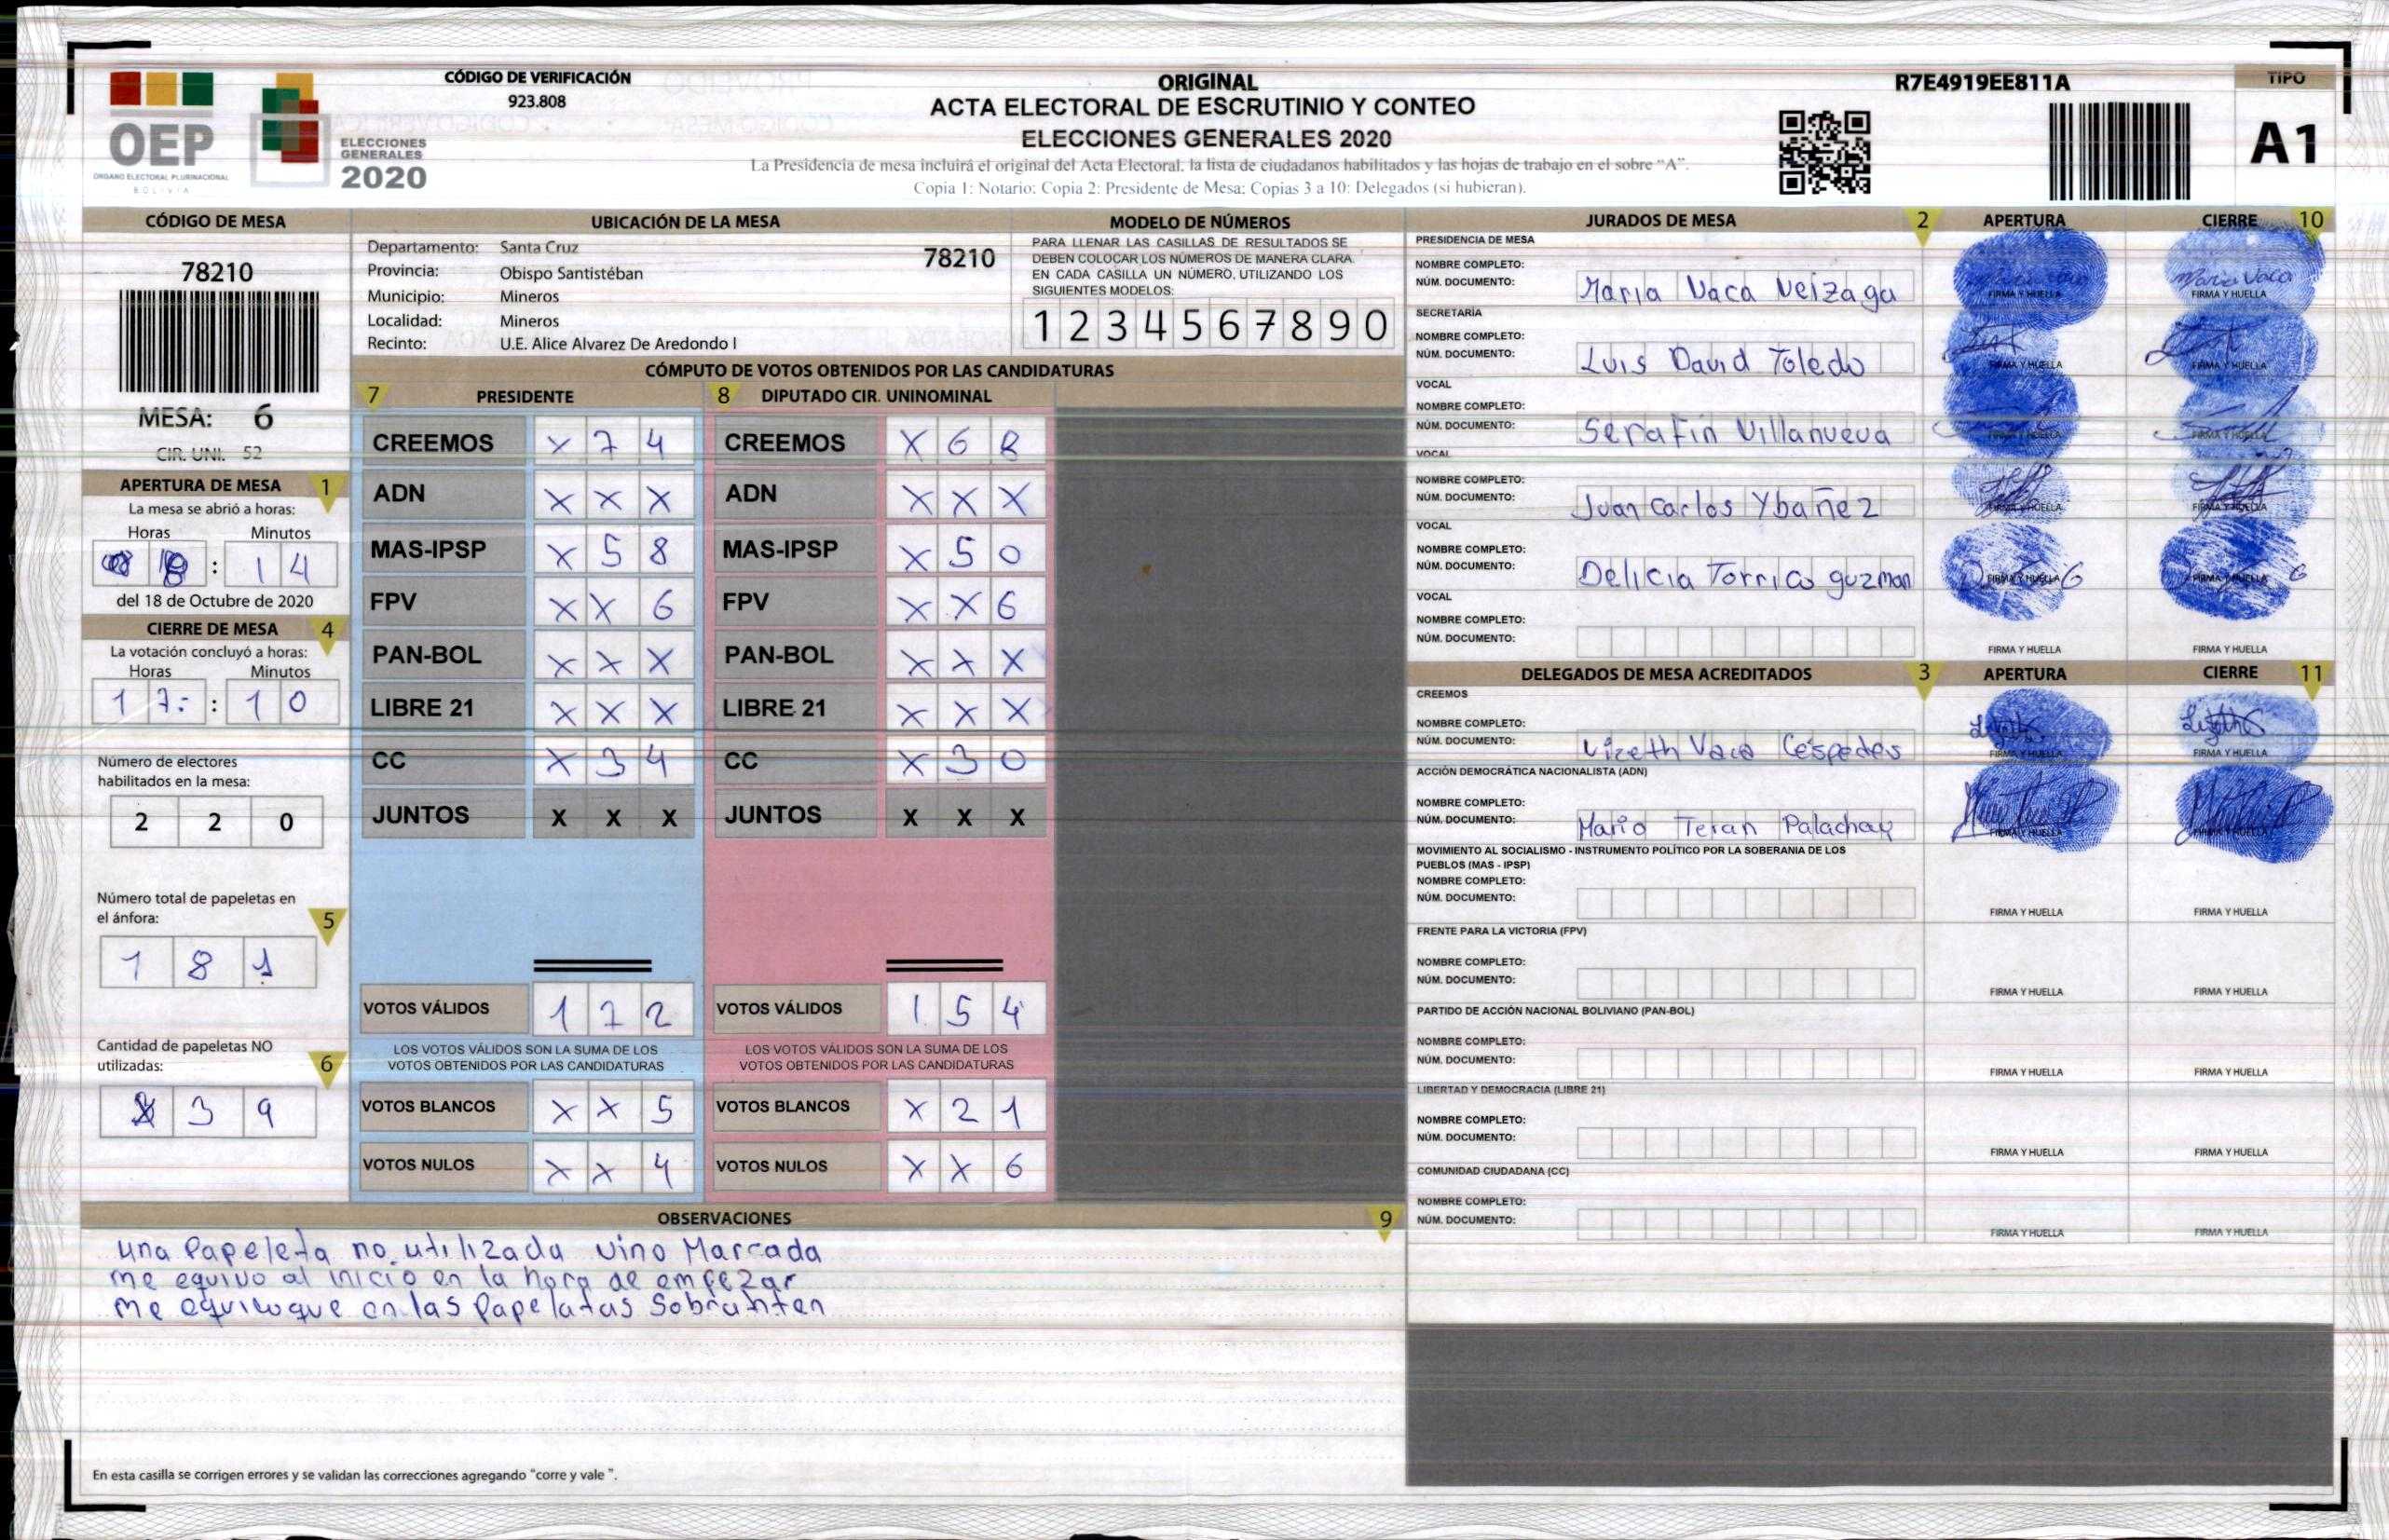 CÓDIGO DE VERIFICACIÓN
923.808
OEP
ÓRGANO ELECTORAL PLURINACIONAL
BOLIVIA
ELECCIONES
GENERALES
2020
ORIGINAL
ACTA ELECTORAL DE ESCRUTINIO Y CONTEO
ELECCIONES GENERALES 2020
La Presidencia de mesa incluirá el original del Acta Electoral, la lista de ciudadanos habilitados y las hojas de trabajo en el sobre "A".
Copia 1: Notario; Copia 2: Presidente de Mesa; Copias 3 a 10: Delegados (si hubieran).
R7E4919EE811A
TIPO
A1
CÓDIGO DE MESA
78210
MESA: 6
CIR. UNI. 52
UBICACIÓN DE LA MESA
Departamento: Santa Cruz
78210
Provincia: Obispo Santistéban
Municipio: Mineros
Localidad: Mineros
Recinto: U.E. Alice Alvarez De Aredondo I
MODELO DE NÚMEROS
PARA LLENAR LAS CASILLAS DE RESULTADOS SE
DEBEN COLOCAR LOS NÚMEROS DE MANERA CLARA.
EN CADA CASILLA UN NÚMERO, UTILIZANDO LOS
SIGUIENTES MODELOS:
1 2 3 4 5 6 7 8 9 0
APERTURA DE MESA 1
La mesa se abrió a horas:
Horas Minutos
: 1 4
del 18 de Octubre de 2020
CIERRE DE MESA 4
La votación concluyó a horas:
Horas Minutos
1 7 : 1 0
Número de electores
habilitados en la mesa:
2 2 0
Número total de papeletas en
el ánfora: 5
1 8 1
Cantidad de papeletas NO
utilizadas: 6
3 9
CÓMPUTO DE VOTOS OBTENIDOS POR LAS CANDIDATURAS
7 PRESIDENTE
CREEMOS X 7 4
ADN X X X
MAS-IPSP X 5 8
FPV X X 6
PAN-BOL X X X
LIBRE 21 X X X
CC X 3 4
JUNTOS X X X
VOTOS VÁLIDOS 1 7 2
LOS VOTOS VÁLIDOS SON LA SUMA DE LOS
VOTOS OBTENIDOS POR LAS CANDIDATURAS
VOTOS BLANCOS X X 5
VOTOS NULOS X X 4
8 DIPUTADO CIR. UNINOMINAL
CREEMOS X 6 8
ADN X X X
MAS-IPSP X 5 0
FPV X X 6
PAN-BOL X X X
LIBRE 21 X X X
CC X 3 0
JUNTOS X X X
VOTOS VÁLIDOS 1 5 4
LOS VOTOS VÁLIDOS SON LA SUMA DE LOS
VOTOS OBTENIDOS POR LAS CANDIDATURAS
VOTOS BLANCOS X 2 1
VOTOS NULOS X X 6
OBSERVACIONES 9
una Papeleta no utilizada vino Marcada
me equivo al inicio en la hora de empezar
me equivoque en las Papelatas Sobranten
En esta casilla se corrigen errores y se validan las correcciones agregando "corre y vale ".
JURADOS DE MESA 2 APERTURA CIERRE 10
PRESIDENCIA DE MESA
NOMBRE COMPLETO:
NÚM. DOCUMENTO: Maria Vaca Veizaga
Maria Vaca
FIRMA Y HUELLA FIRMA Y HUELLA
SECRETARÍA
NOMBRE COMPLETO:
NÚM. DOCUMENTO: Luis David Toledo
FIRMA Y HUELLA FIRMA Y HUELLA
VOCAL
NOMBRE COMPLETO:
NÚM. DOCUMENTO: Serafin Villanueva
FIRMA Y HUELLA FIRMA Y HUELLA
VOCAL
NOMBRE COMPLETO:
NÚM. DOCUMENTO: Juan Carlos Ybañez
FIRMA Y HUELLA FIRMA Y HUELLA
VOCAL
NOMBRE COMPLETO:
NÚM. DOCUMENTO: Delicia Torrico guzman
FIRMA Y HUELLA FIRMA Y HUELLA
VOCAL
NOMBRE COMPLETO:
NÚM. DOCUMENTO:
FIRMA Y HUELLA FIRMA Y HUELLA
DELEGADOS DE MESA ACREDITADOS 3 APERTURA CIERRE 11
CREEMOS
NOMBRE COMPLETO:
NÚM. DOCUMENTO: Lizeth Vaca Céspedes
FIRMA Y HUELLA FIRMA Y HUELLA
ACCIÓN DEMOCRÁTICA NACIONALISTA (ADN)
NOMBRE COMPLETO:
NÚM. DOCUMENTO: Mario Teran Palachay
FIRMA Y HUELLA FIRMA Y HUELLA
MOVIMIENTO AL SOCIALISMO - INSTRUMENTO POLÍTICO POR LA SOBERANIA DE LOS
PUEBLOS (MAS - IPSP)
NOMBRE COMPLETO:
NÚM. DOCUMENTO:
FIRMA Y HUELLA FIRMA Y HUELLA
FRENTE PARA LA VICTORIA (FPV)
NOMBRE COMPLETO:
NÚM. DOCUMENTO:
FIRMA Y HUELLA FIRMA Y HUELLA
PARTIDO DE ACCIÓN NACIONAL BOLIVIANO (PAN-BOL)
NOMBRE COMPLETO:
NÚM. DOCUMENTO:
FIRMA Y HUELLA FIRMA Y HUELLA
LIBERTAD Y DEMOCRACIA (LIBRE 21)
NOMBRE COMPLETO:
NÚM. DOCUMENTO:
FIRMA Y HUELLA FIRMA Y HUELLA
COMUNIDAD CIUDADANA (CC)
NOMBRE COMPLETO:
NÚM. DOCUMENTO:
FIRMA Y HUELLA FIRMA Y HUELLA